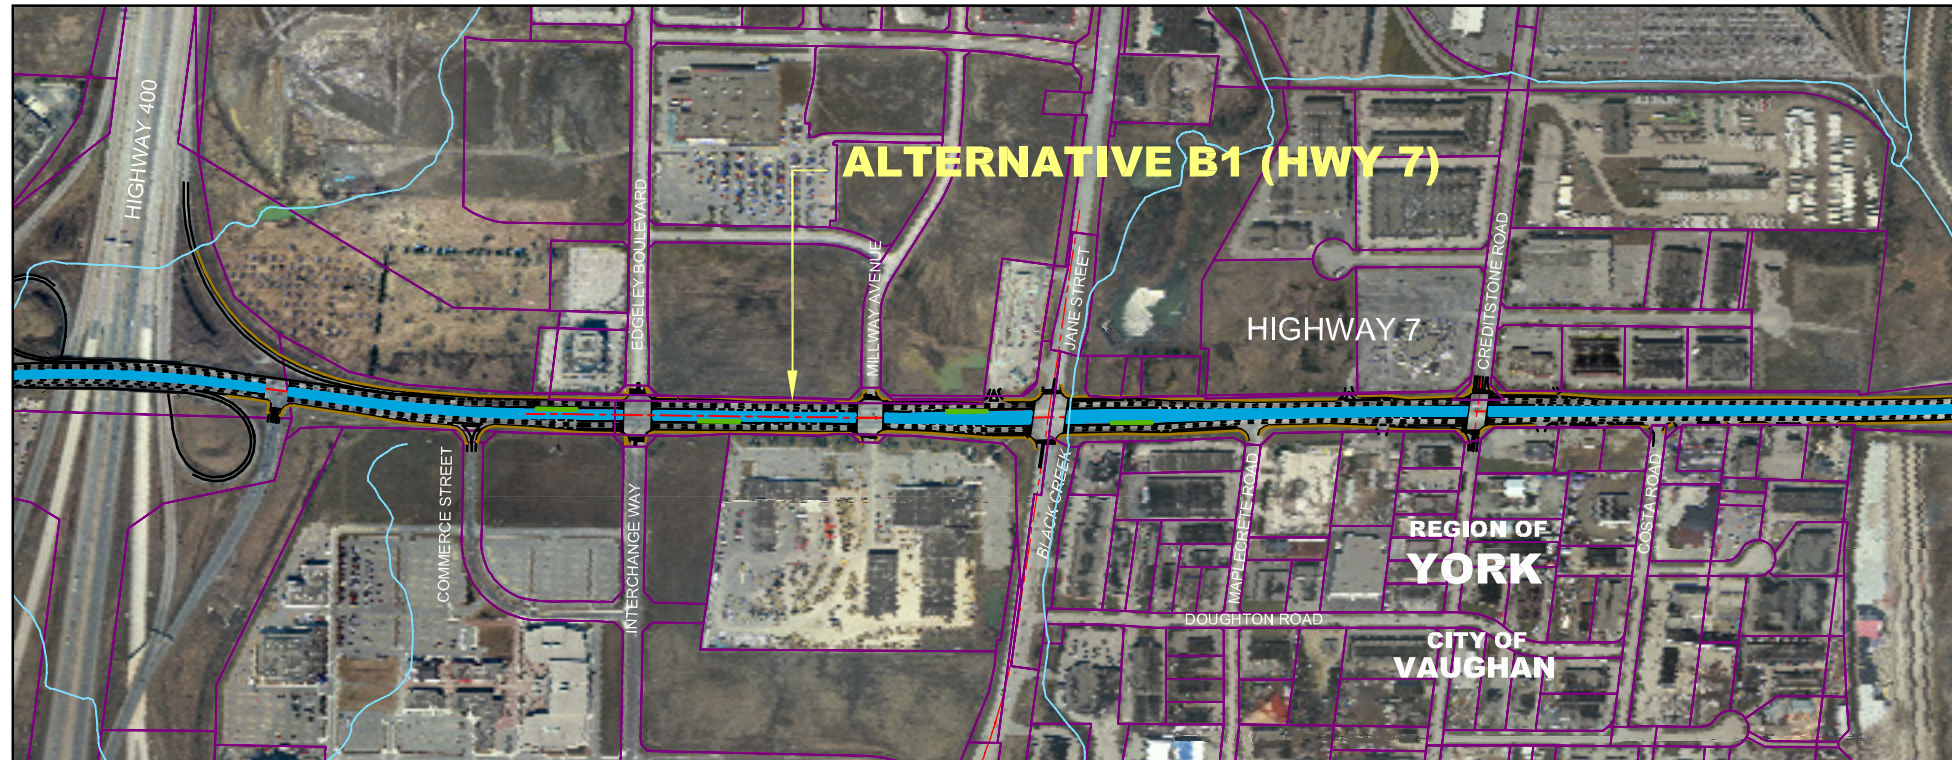 HIGHWAY 400
ALTERNATIVE B1 (HWY 7)
EDGELEY BOULEVARD
MILLWAY AVENUE
JANE STREET
CREDITSTONE ROAD
HIGHWAY 7
COMMERCE STREET
INTERCHANGE WAY
BLACK CREEK
MAPLECRETE ROAD
COSTA ROAD
REGION OF
YORK
DOUGHTON ROAD
CITY OF
VAUGHAN